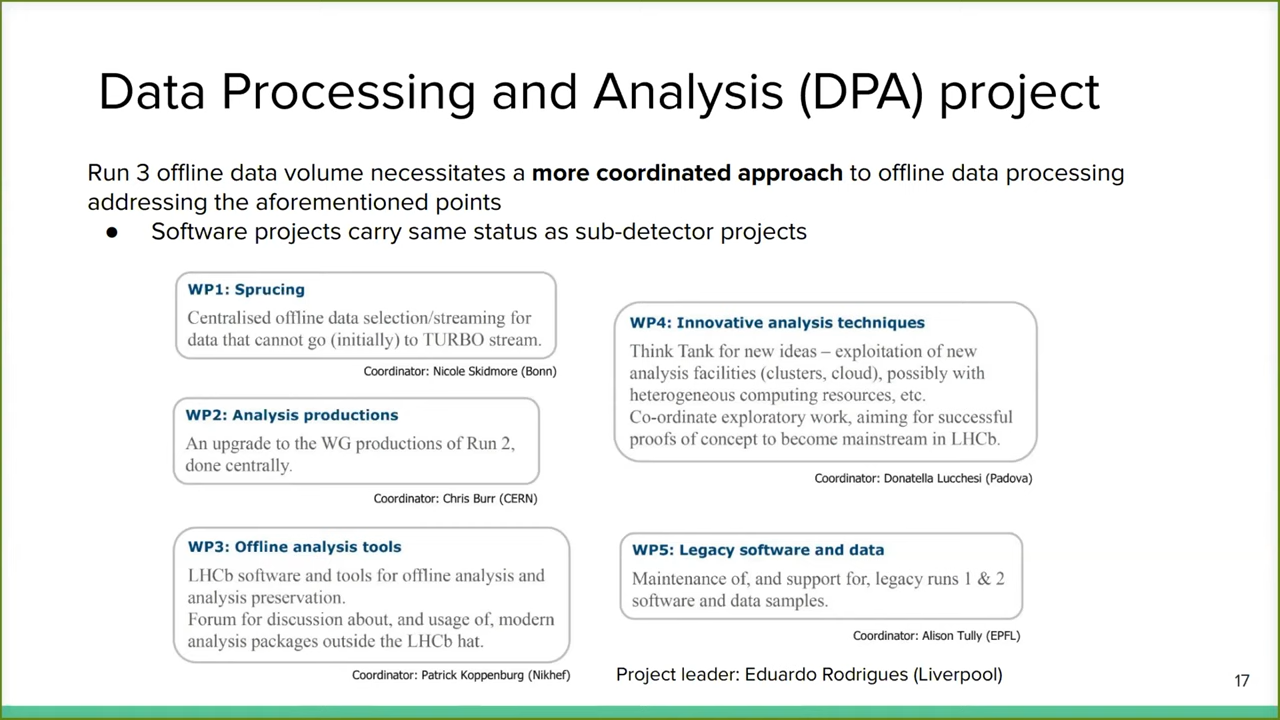 Data Processing and Analysis (DPA) project
Run 3 offline data volume necessitates a more coordinated approach to offline data processing
addressing the aforementioned points
● Software projects carry same status as sub-detector projects
WP1: Sprucing
Centralised offline data selection/streaming for
data that cannot go (initially) to TURBO stream.
Coordinator: Nicole Skidmore (Bonn)
WP2: Analysis productions
An upgrade to the WG productions of Run 2,
done centrally.
Coordinator: Chris Burr (CERN)
WP3: Offline analysis tools
LHCb software and tools for offline analysis and
analysis preservation.
Forum for discussion about, and usage of, modern
analysis packages outside the LHCb hat.
Coordinator: Patrick Koppenburg (Nikhef)
WP4: Innovative analysis techniques
Think Tank for new ideas – exploitation of new
analysis facilities (clusters, cloud), possibly with
heterogeneous computing resources, etc.
Co-ordinate exploratory work, aiming for successful
proofs of concept to become mainstream in LHCb.
Coordinator: Donatella Lucchesi (Padova)
WP5: Legacy software and data
Maintenance of, and support for, legacy runs 1 & 2
software and data samples.
Coordinator: Alison Tully (EPFL)
Project leader: Eduardo Rodrigues (Liverpool)
17